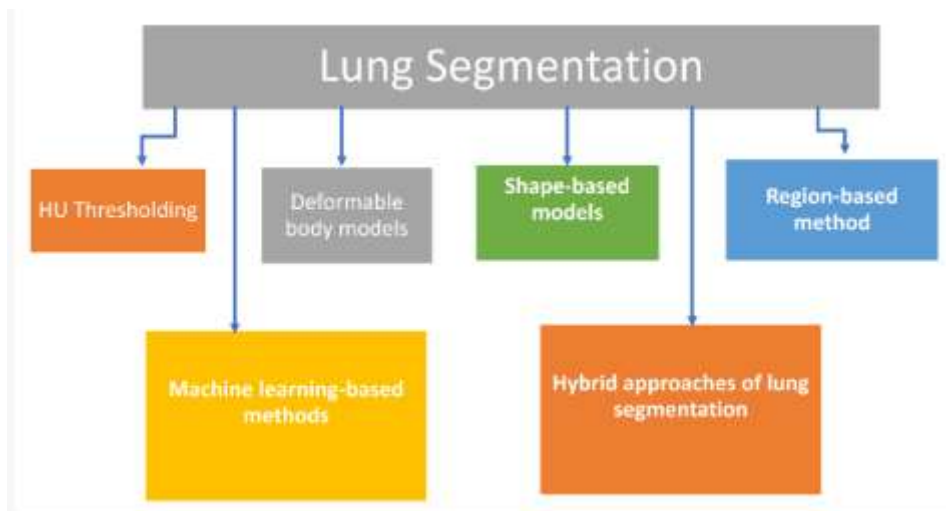 Lung Segmentation
HU Thresholding
Deformable
body models
Shape-based
models
Region-based
method
Machine learning-based
methods
Hybrid approaches of lung
segmentation